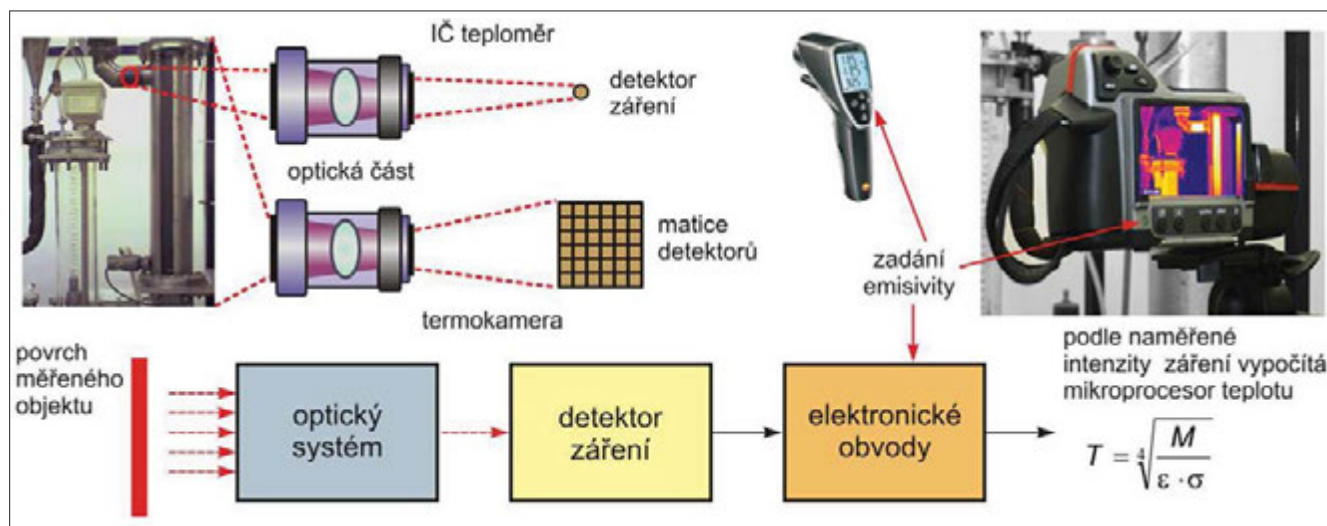 IČ teploměr
detektor
záření
optická část
matice
detektorů
termokamera
zadání
emisivity
povrch
měřeného
objektu
optický
systém
detektor
záření
elektronické
obvody
podle naměřené
intenzity záření vypočítá
mikroprocesor teplotu
T = ∜(M / (ε · σ))